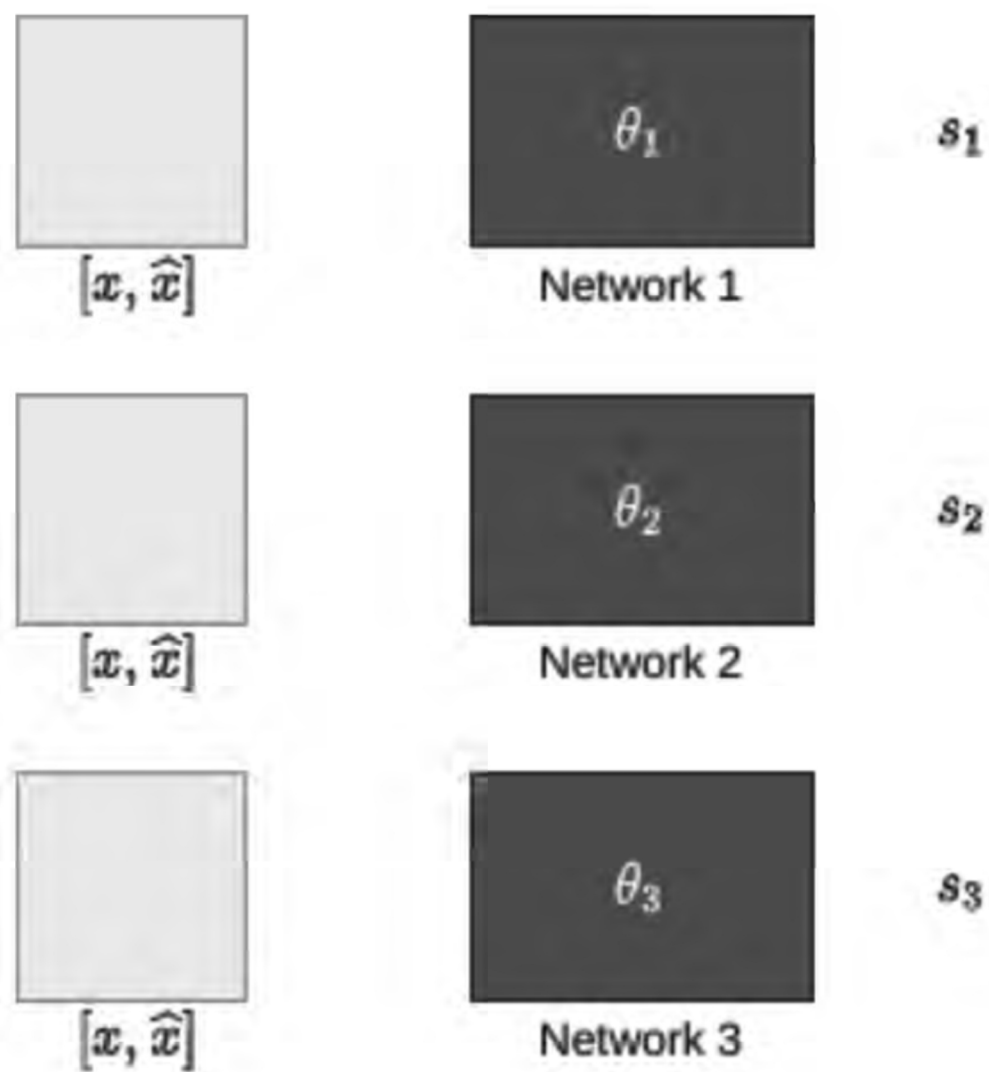 θ₁ s₁
[x, x̂] Network 1
θ₂ s₂
[x, x̂] Network 2
θ₃ s₃
[x, x̂] Network 3